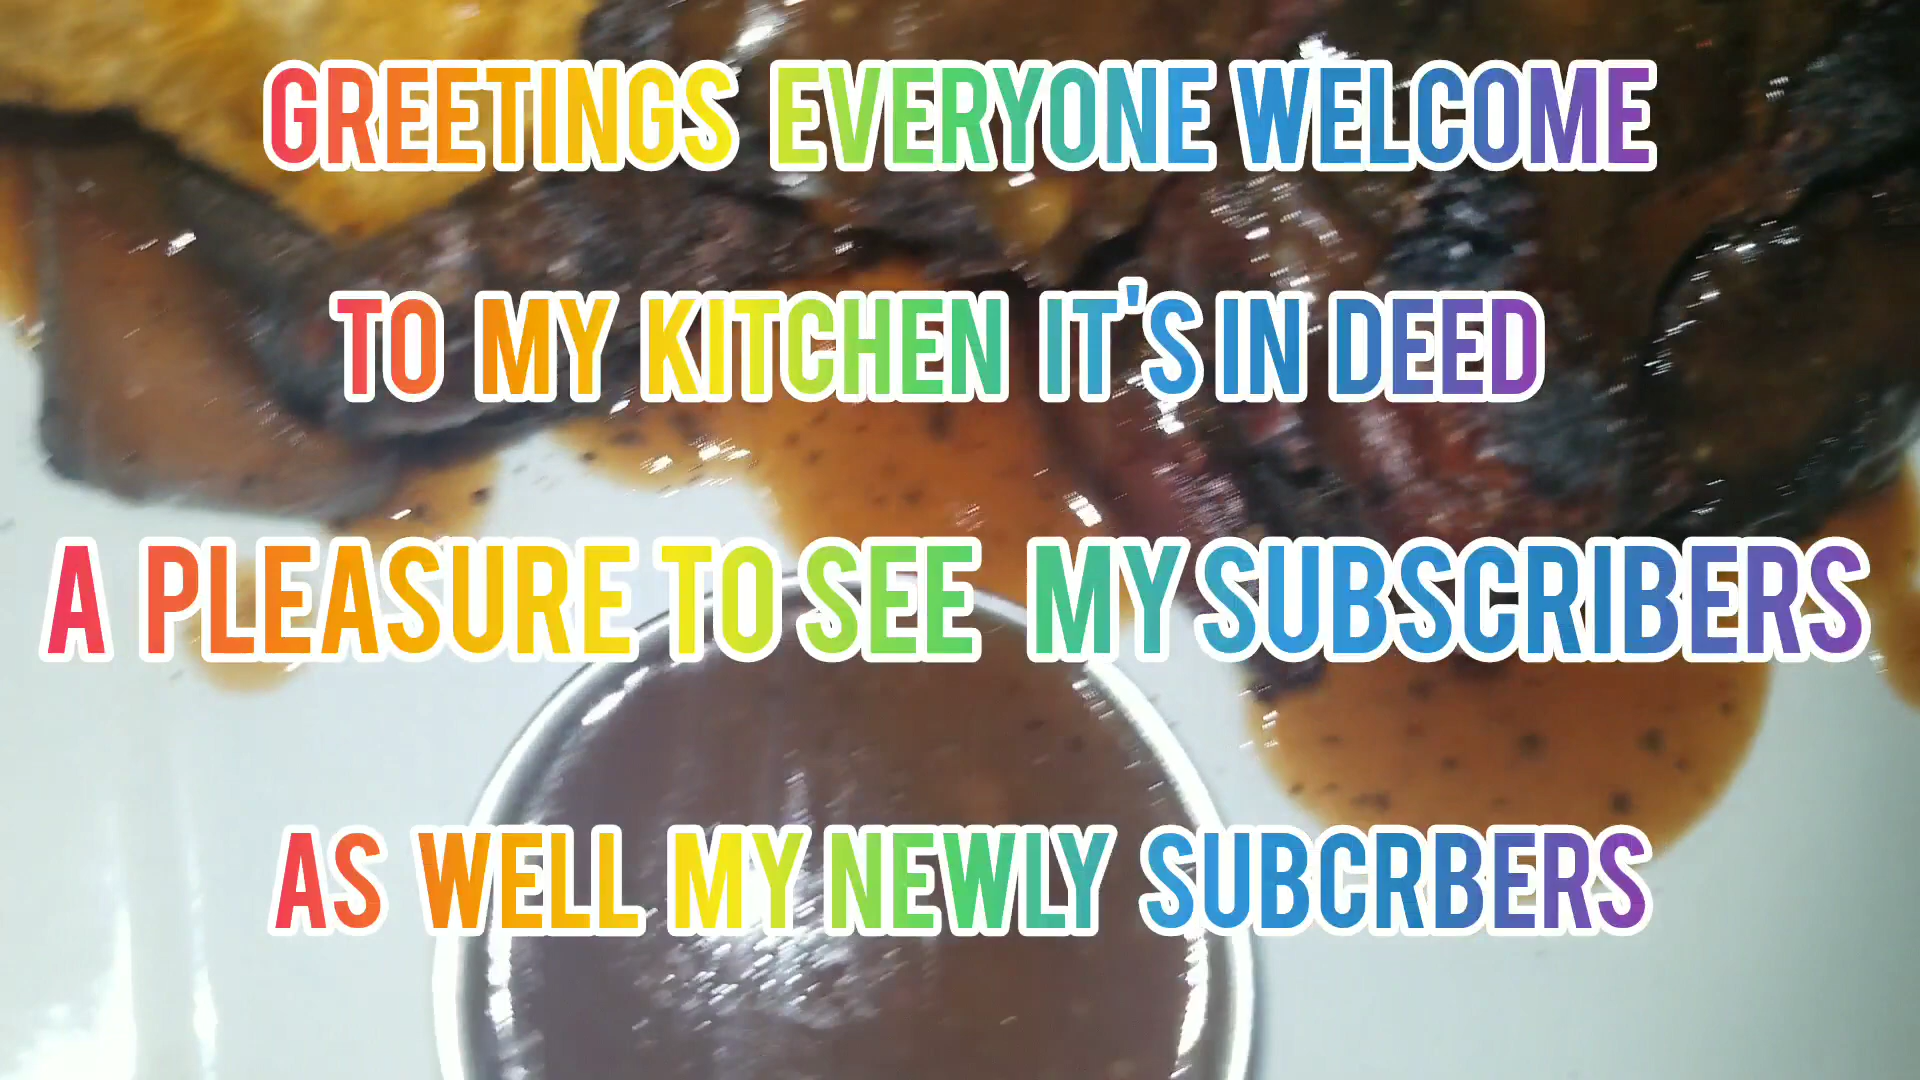 GREETINGS EVERYONE WELCOME
TO MY KITCHEN IT'S IN DEED
A PLEASURE TO SEE MY SUBSCRIBERS
AS WELL MY NEWLY SUBCRBERS